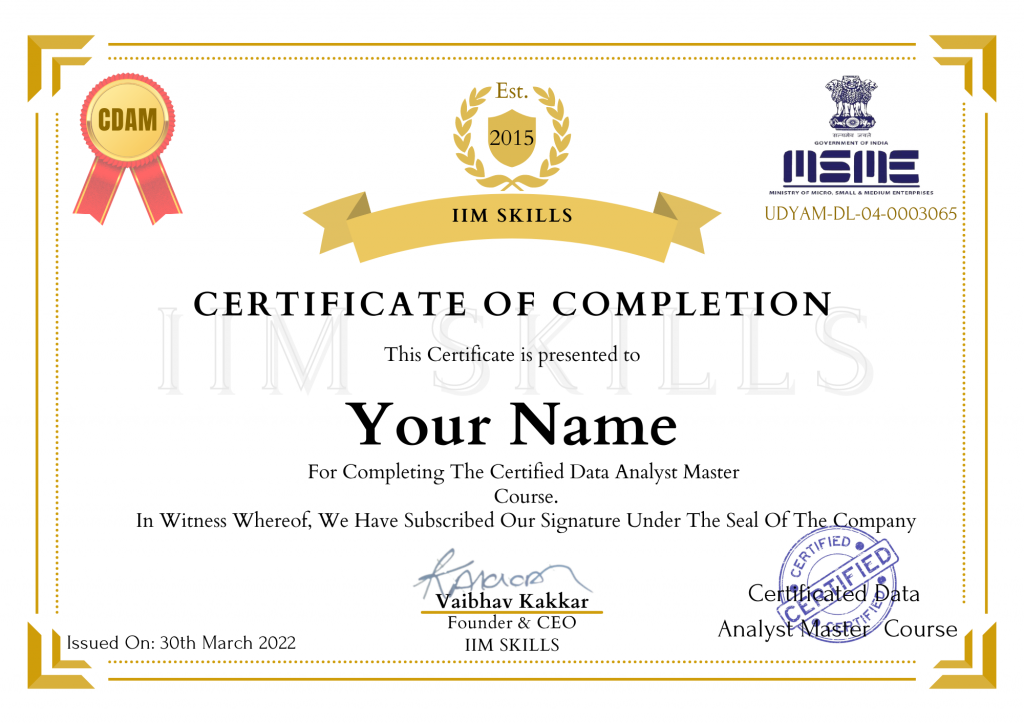 CDAM
Est.
2015
IIM SKILLS
सत्यमेव जयते
GOVERNMENT OF INDIA
MSME
MINISTRY OF MICRO, SMALL & MEDIUM ENTERPRISES
UDYAM-DL-04-0003065
CERTIFICATE OF COMPLETION
IIM SKILLS
This Certificate is presented to
Your Name
For Completing The Certified Data Analyst Master
Course.
In Witness Whereof, We Have Subscribed Our Signature Under The Seal Of The Company
CERTIFIED
CERTIFIED
CERTIFIED
Vaibhav Kakkar
Founder & CEO
IIM SKILLS
Certificated Data
Analyst Master Course
Issued On: 30th March 2022